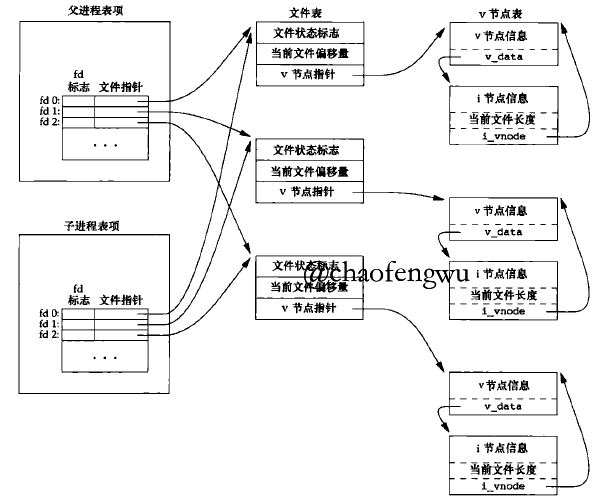 父进程表项
fd
标志 文件指针
fd 0:
fd 1:
fd 2:
...
子进程表项
fd
标志 文件指针
fd 0:
fd 1:
fd 2:
...
文件表
文件状态标志
当前文件偏移量
v 节点指针
文件状态标志
当前文件偏移量
v 节点指针
文件状态标志
@chaofengwu
当前文件偏移量
v 节点指针
v 节点表
v 节点信息
v_data
i 节点信息
当前文件长度
i_vnode
v 节点信息
v_data
i 节点信息
当前文件长度
i_vnode
v 节点信息
v_data
i 节点信息
当前文件长度
i_vnode